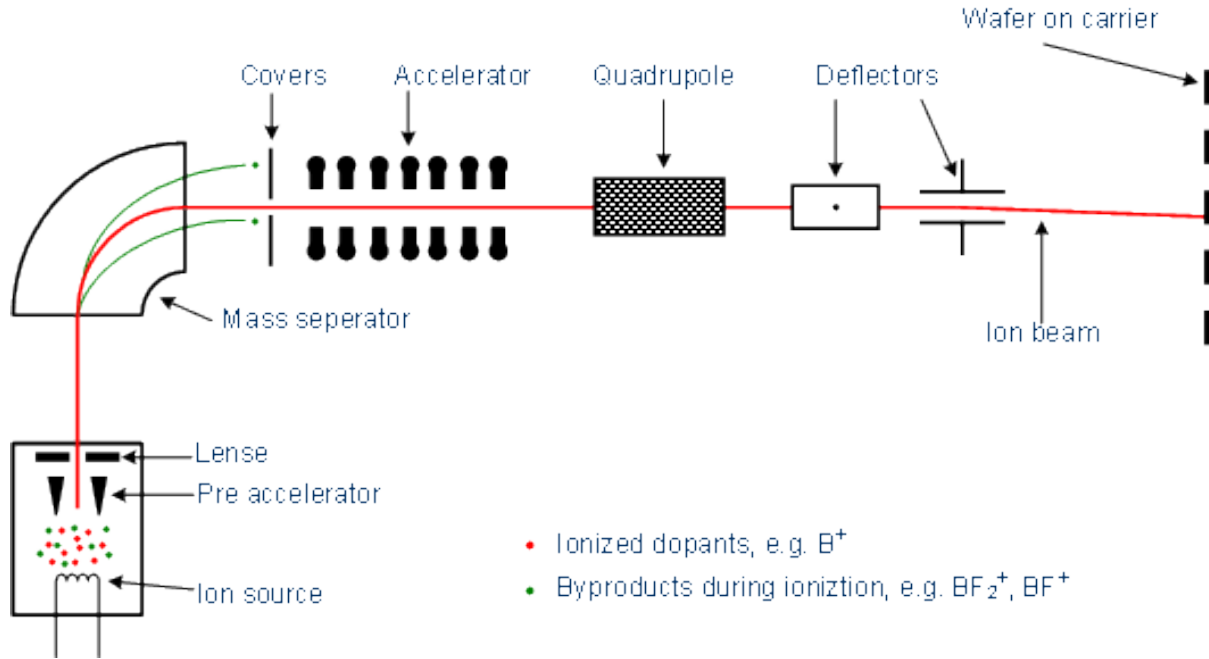 Wafer on carrier
Covers
Accelerator
Quadrupole
Deflectors
Mass seperator
Ion beam
Lense
Pre accelerator
Ion source
Ionized dopants, e.g. B⁺
Byproducts during ioniztion, e.g. BF₂⁺, BF⁺